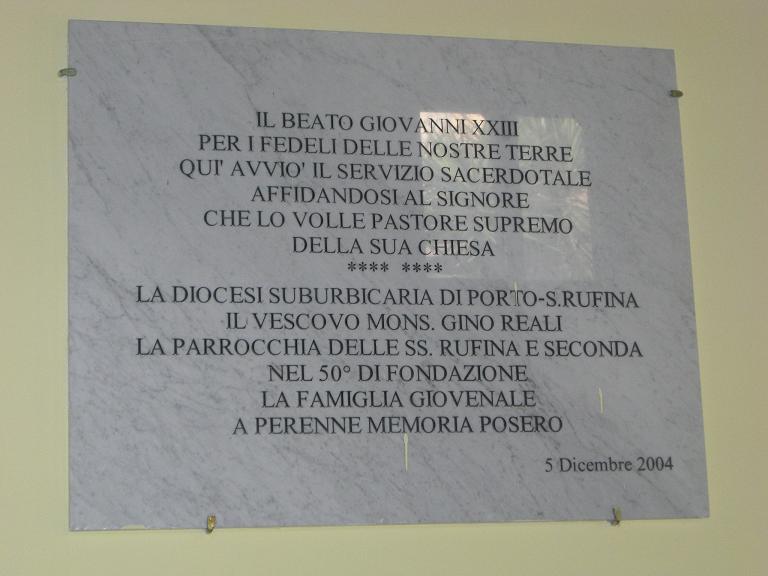 IL BEATO GIOVANNI XXIII
PER I FEDELI DELLE NOSTRE TERRE
QUI' AVVIO' IL SERVIZIO SACERDOTALE
AFFIDANDOSI AL SIGNORE
CHE LO VOLLE PASTORE SUPREMO
DELLA SUA CHIESA
**** ****
LA DIOCESI SUBURBICARIA DI PORTO-S.RUFINA
IL VESCOVO MONS. GINO REALI
LA PARROCCHIA DELLE SS. RUFINA E SECONDA
NEL 50° DI FONDAZIONE
LA FAMIGLIA GIOVENALE
A PERENNE MEMORIA POSERO
5 Dicembre 2004